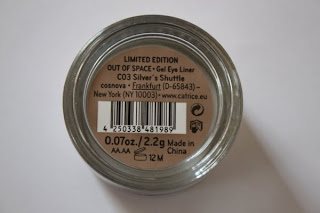 LIMITED EDITION
OUT OF SPACE • Gel Eye Liner
C03 Silver's Shuttle
cosnova • Frankfurt (D-65843) –
New York (NY 10003) • www.catrice.eu
4 250338 481989
0.07oz./2.2g
Made in
China
AA.AA
12 M